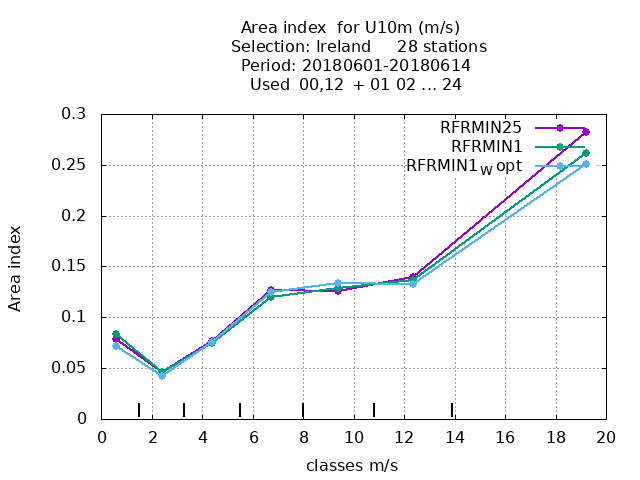 Area index  for U10m (m/s)
Selection: Ireland     28 stations
Period: 20180601-20180614
Used  00,12  + 01 02 ... 24
RFRMIN25
RFRMIN1
RFRMIN1W opt
0.3
0.25
0.2
0.15
0.1
0.05
0
Area index
0 2 4 6 8 10 12 14 16 18 20
classes m/s